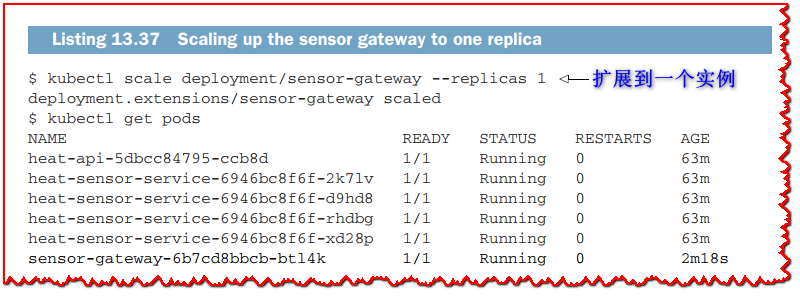 Listing 13.37 Scaling up the sensor gateway to one replica
$ kubectl scale deployment/sensor-gateway --replicas 1 扩展到一个实例
deployment.extensions/sensor-gateway scaled
$ kubectl get pods
NAME READY STATUS RESTARTS AGE
heat-api-5dbcc84795-ccb8d 1/1 Running 0 63m
heat-sensor-service-6946bc8f6f-2k7lv 1/1 Running 0 63m
heat-sensor-service-6946bc8f6f-d9hd8 1/1 Running 0 63m
heat-sensor-service-6946bc8f6f-rhdbg 1/1 Running 0 63m
heat-sensor-service-6946bc8f6f-xd28p 1/1 Running 0 63m
sensor-gateway-6b7cd8bbcb-btl4k 1/1 Running 0 2m18s